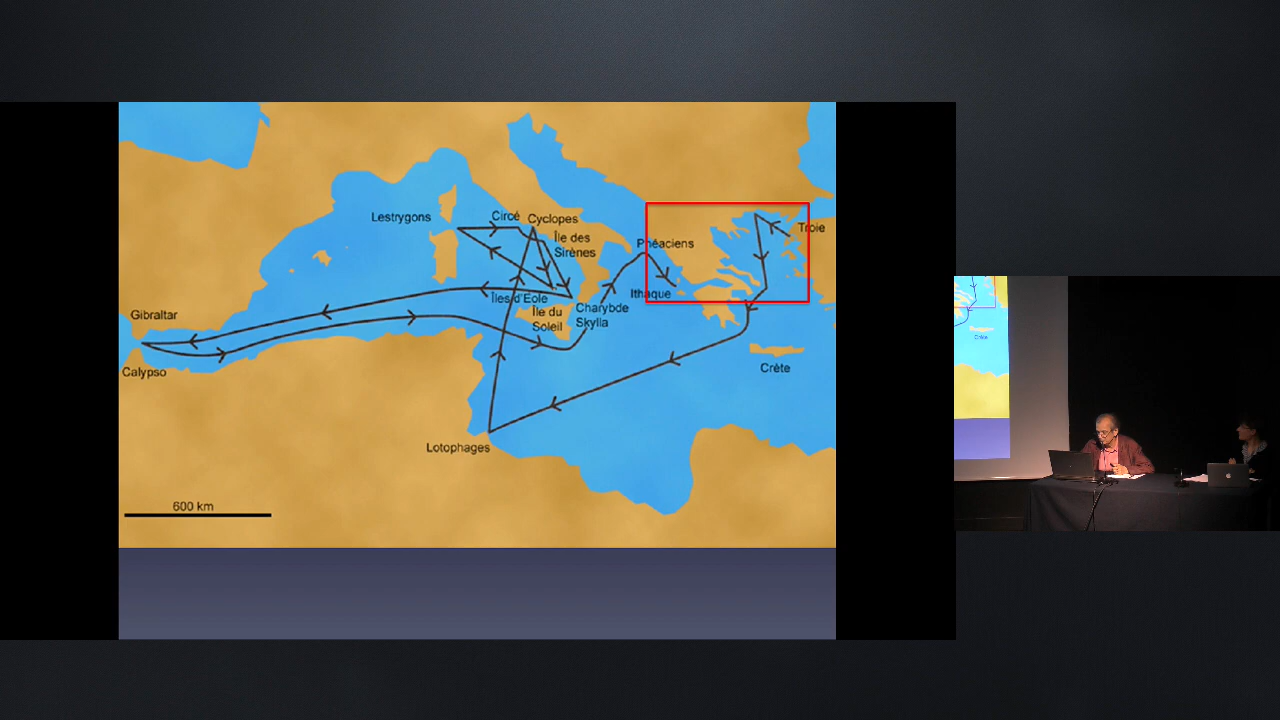 Lestrygons
Circé
Cyclopes
Île des
Sirènes
Phéaciens
Troie
Îles d'Eole
Ithaque
Île du
Soleil
Charybde
Skylla
Gibraltar
Calypso
Crète
Lotophages
600 km
Crète